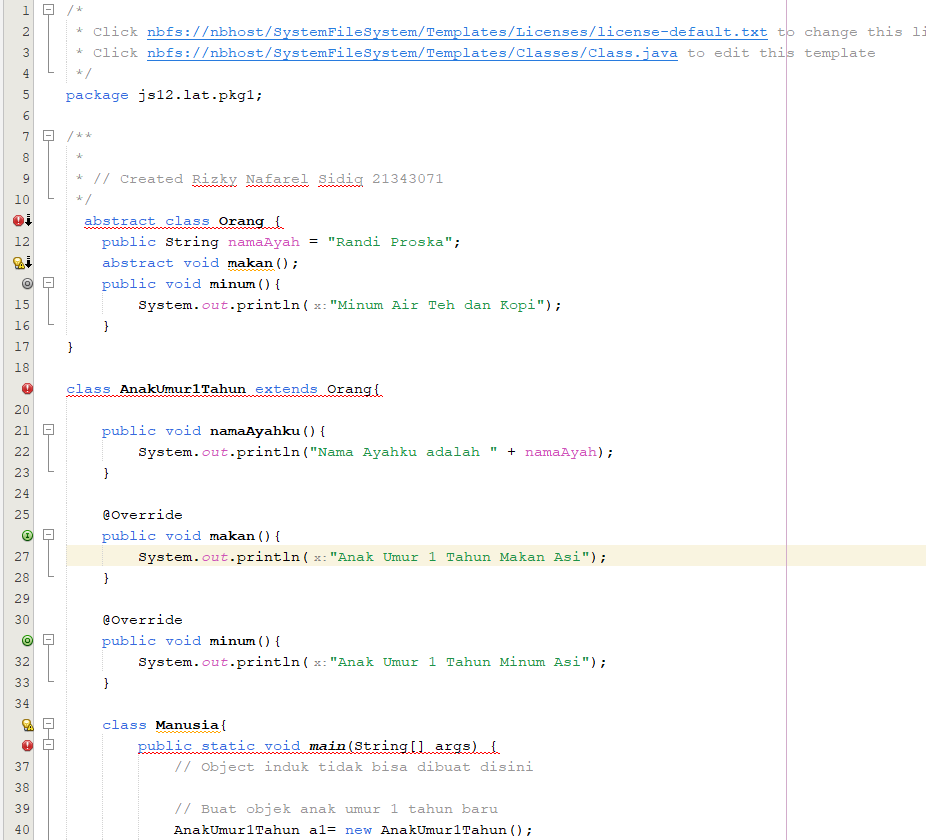 1 /*
2 * Click nbfs://nbhost/SystemFileSystem/Templates/Licenses/license-default.txt to change this li
3 * Click nbfs://nbhost/SystemFileSystem/Templates/Classes/Class.java to edit this template
4 */
5 package js12.lat.pkg1;
6
7 /**
8 *
9 * // Created Rizky Nafarel Sidiq 21343071
10 */
abstract class Orang {
12 public String namaAyah = "Randi Proska";
abstract void makan();
public void minum(){
15 System.out.println( x:"Minum Air Teh dan Kopi");
16 }
17 }
18
class AnakUmur1Tahun extends Orang{
20
21 public void namaAyahku(){
22 System.out.println("Nama Ayahku adalah " + namaAyah);
23 }
24
25 @Override
public void makan(){
27 System.out.println( x:"Anak Umur 1 Tahun Makan Asi");
28 }
29
30 @Override
public void minum(){
32 System.out.println( x:"Anak Umur 1 Tahun Minum Asi");
33 }
34
class Manusia{
public static void main(String[] args) {
37 // Object induk tidak bisa dibuat disini
38
39 // Buat objek anak umur 1 tahun baru
40 AnakUmur1Tahun a1= new AnakUmur1Tahun();